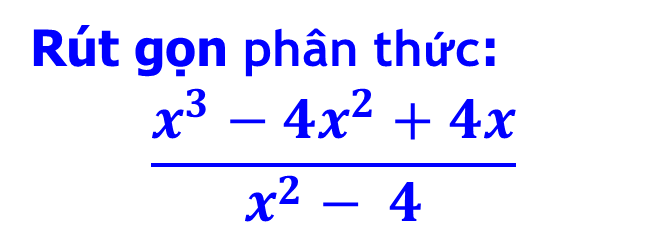 Rút gọn phân thức:
x³ − 4x² + 4x
x² − 4